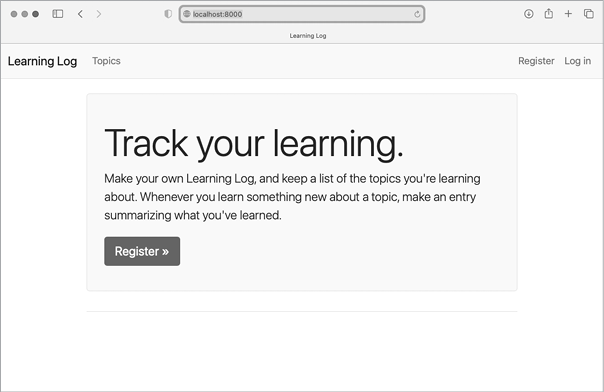 localhost:8000
Learning Log
Learning Log Topics Register Log in
Track your learning.
Make your own Learning Log, and keep a list of the topics you're learning
about. Whenever you learn something new about a topic, make an entry
summarizing what you've learned.
Register »